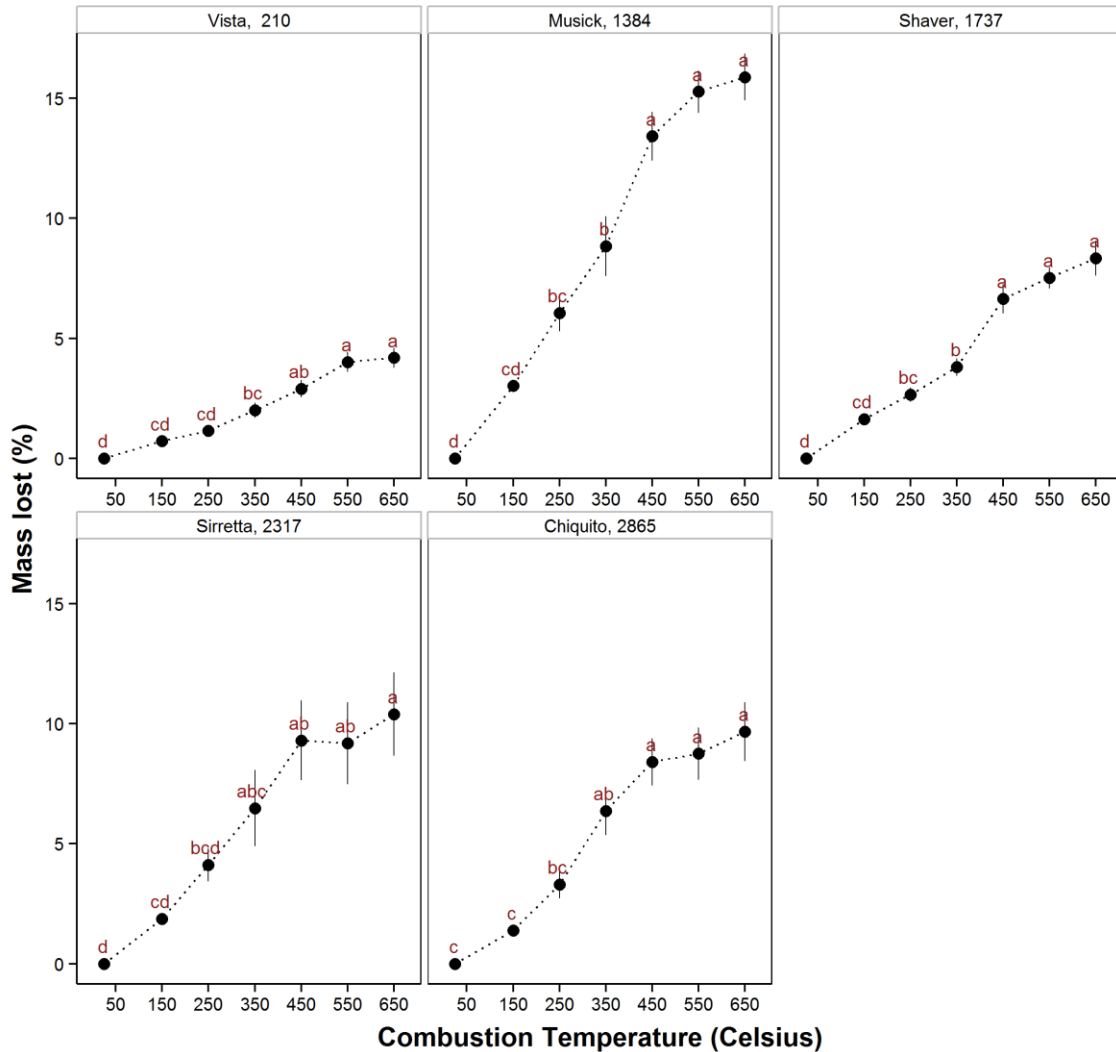 Vista, 210
Musick, 1384
Shaver, 1737
Mass lost (%)
15
10
5
0
d
cd
cd
bc
ab
a
a
d
cd
bc
b
a
a
a
d
cd
bc
b
a
a
a
50 150 250 350 450 550 650
50 150 250 350 450 550 650
50 150 250 350 450 550 650
Sirretta, 2317
Chiquito, 2865
15
10
5
0
d
cd
bcd
abc
ab
ab
a
c
c
bc
ab
a
a
a
50 150 250 350 450 550 650
50 150 250 350 450 550 650
Combustion Temperature (Celsius)